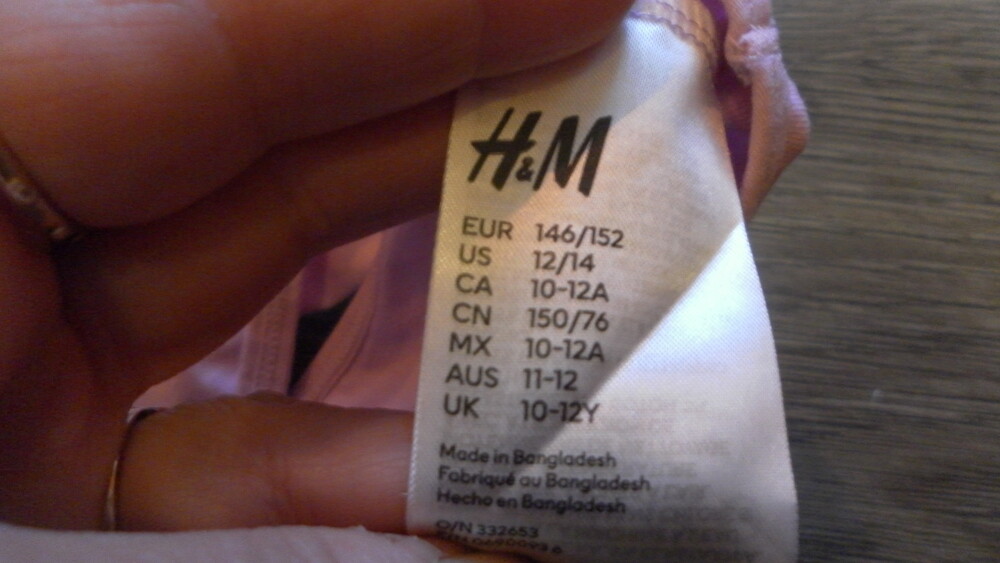 H&M
EUR 146/152
US 12/14
CA 10-12A
CN 150/76
MX 10-12A
AUS 11-12
UK 10-12Y
Made in Bangladesh
Fabriqué au Bangladesh
Hecho en Bangladesh
O/N 332653